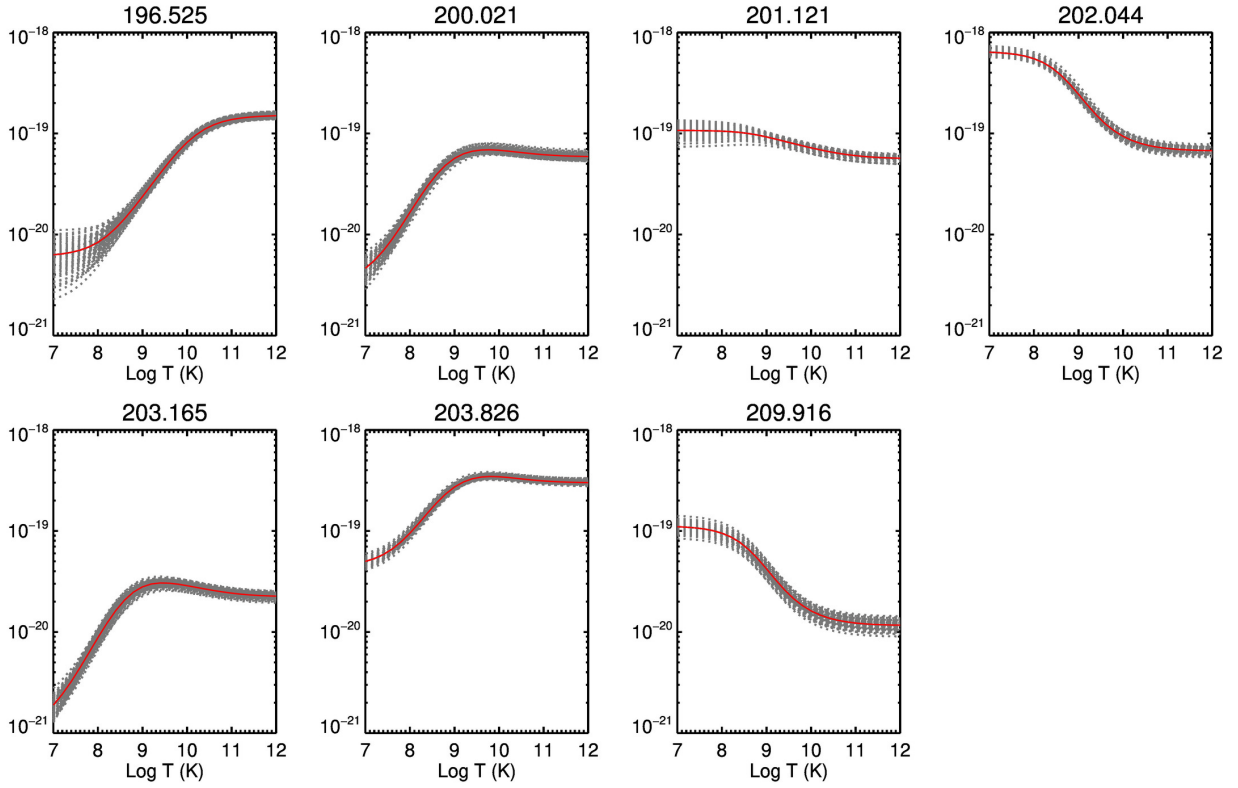 196.525 200.021 201.121 202.044
10⁻¹⁸ 10⁻¹⁸ 10⁻¹⁸ 10⁻¹⁸
10⁻¹⁹ 10⁻¹⁹ 10⁻¹⁹ 10⁻¹⁹
10⁻²⁰ 10⁻²⁰ 10⁻²⁰ 10⁻²⁰
10⁻²¹ 10⁻²¹ 10⁻²¹ 10⁻²¹
7 8 9 10 11 12 7 8 9 10 11 12 7 8 9 10 11 12 7 8 9 10 11 12
Log T (K) Log T (K) Log T (K) Log T (K)
203.165 203.826 209.916
10⁻¹⁸ 10⁻¹⁸ 10⁻¹⁸
10⁻¹⁹ 10⁻¹⁹ 10⁻¹⁹
10⁻²⁰ 10⁻²⁰ 10⁻²⁰
10⁻²¹ 10⁻²¹ 10⁻²¹
7 8 9 10 11 12 7 8 9 10 11 12 7 8 9 10 11 12
Log T (K) Log T (K) Log T (K)